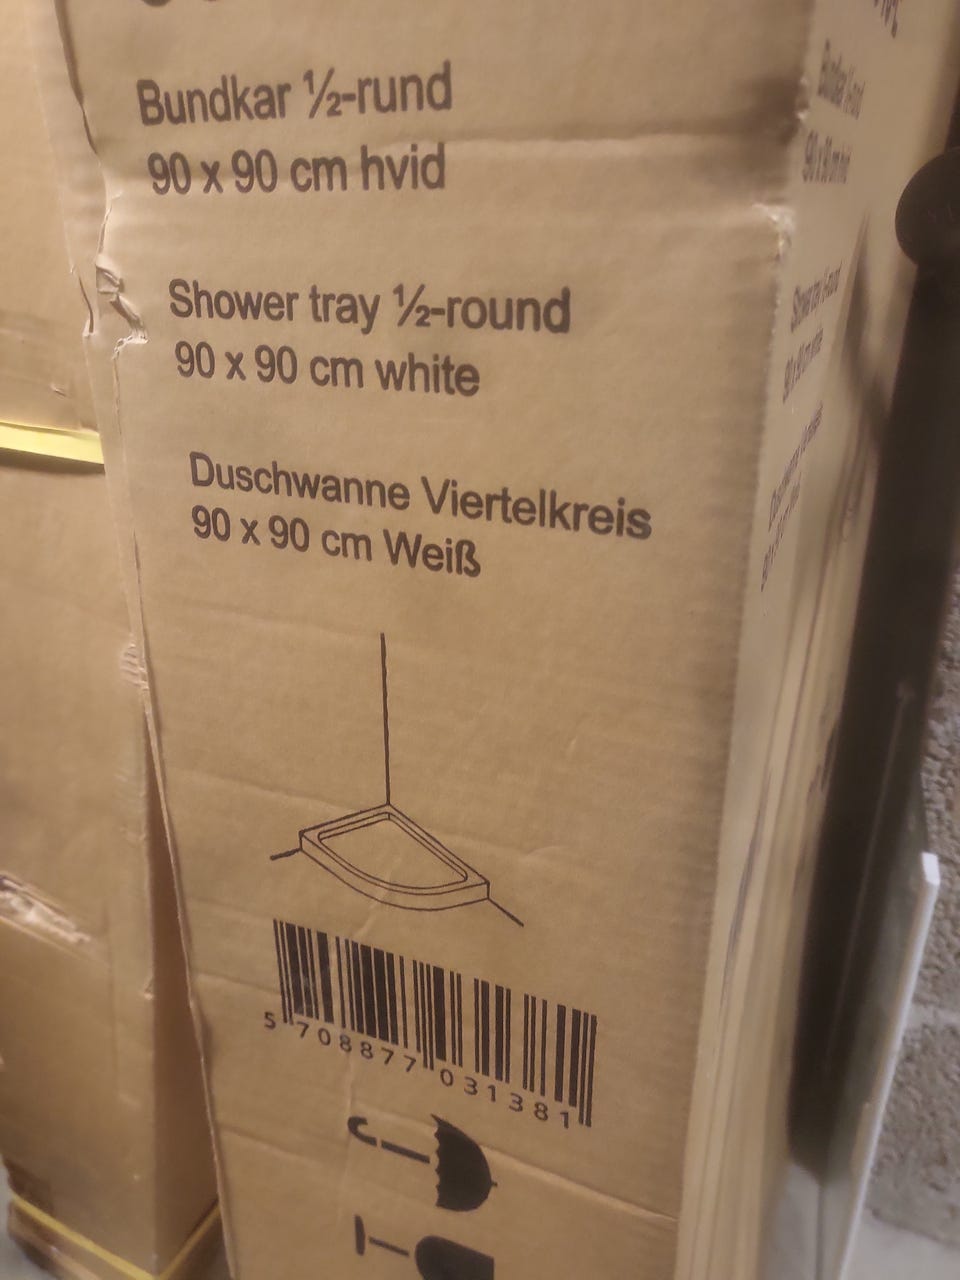 Bundkar ½-rund
90 x 90 cm hvid
Shower tray ½-round
90 x 90 cm white
Duschwanne Viertelkreis
90 x 90 cm Weiß
5 708877 031381